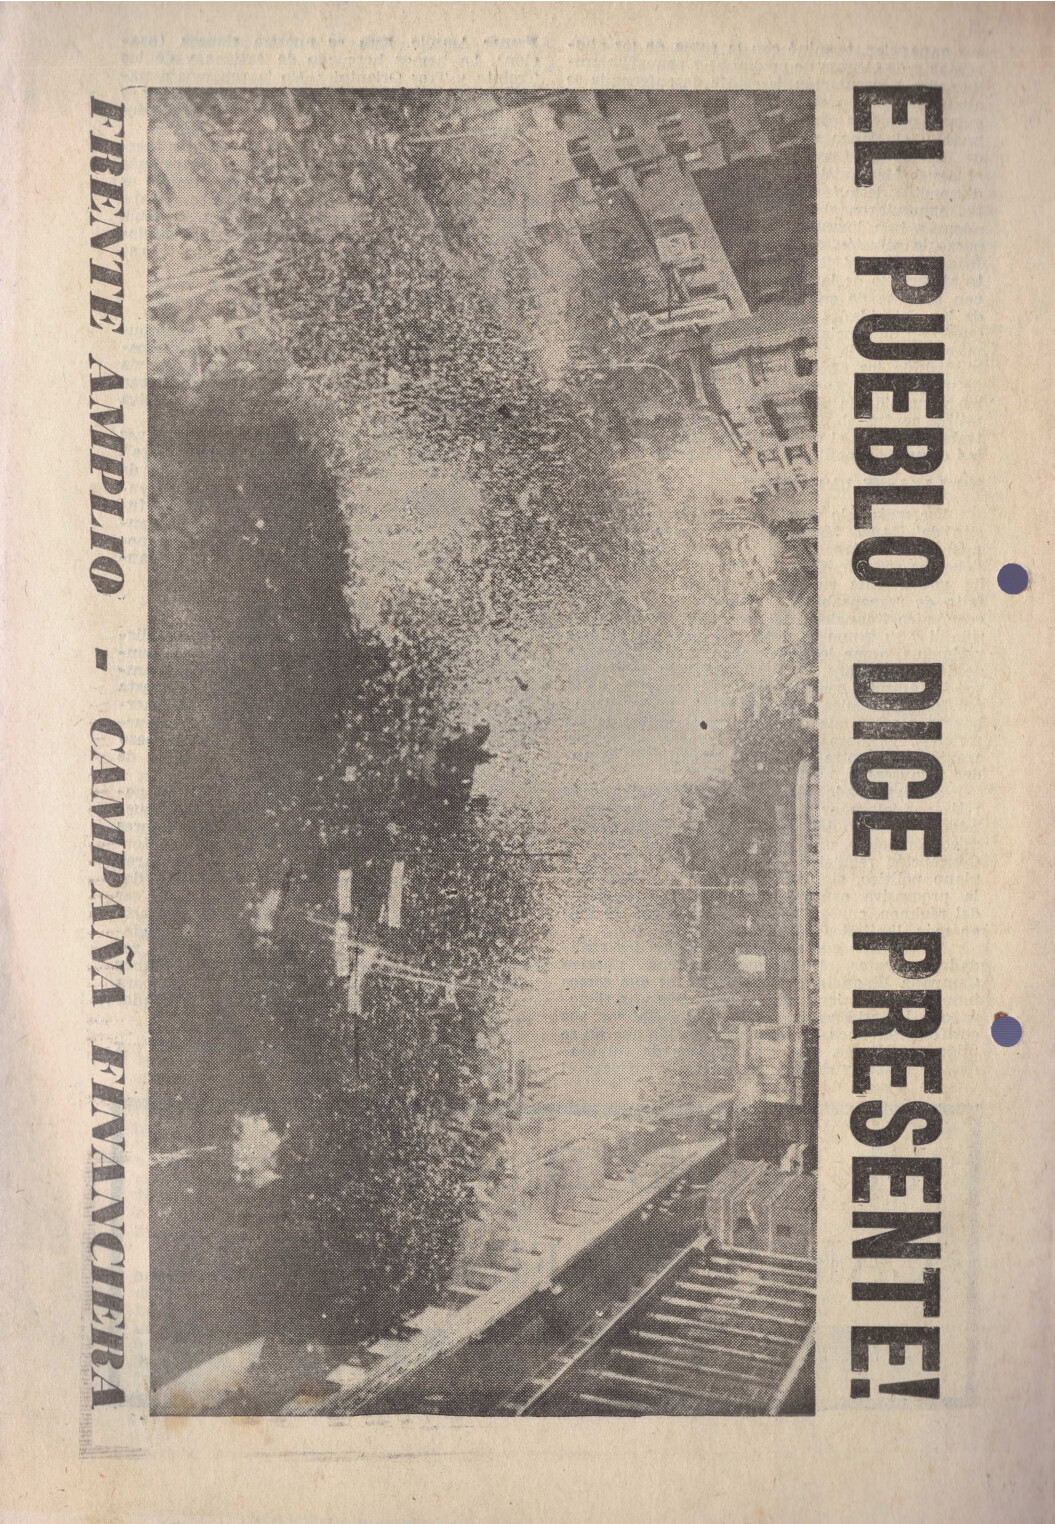 EL PUEBLO DICE PRESENTE!
FRENTE AMPLIO - CAMPAÑA FINANCIERA